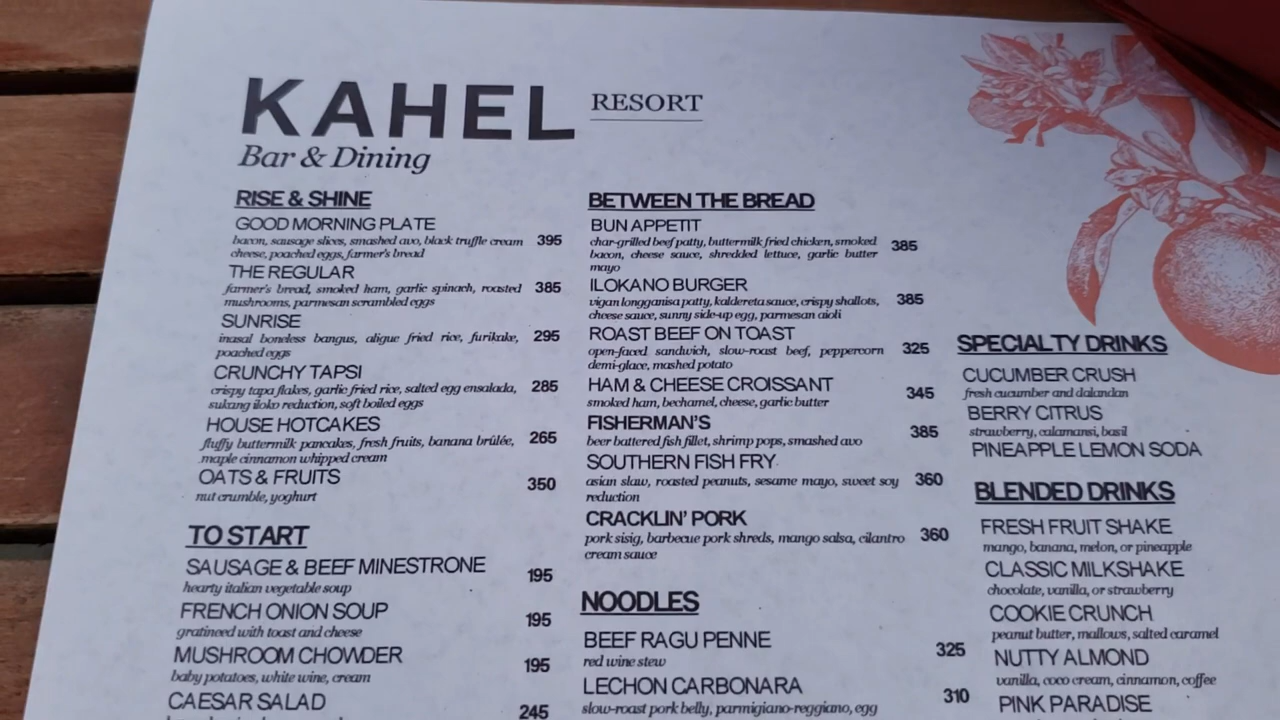 KAHEL RESORT
Bar & Dining
RISE & SHINE
GOOD MORNING PLATE
bacon, sausage slices, smashed avo, black truffle cream 395
cheese, poached eggs, farmer's bread
THE REGULAR
farmer's bread, smoked ham, garlic spinach, roasted 385
mushrooms, parmesan scrambled eggs
SUNRISE
inasal boneless bangus, aligue fried rice, furikake, 295
poached eggs
CRUNCHY TAPSI
crispy tapa flakes, garlic fried rice, salted egg ensalada, 285
sukang iloko reduction, soft boiled eggs
HOUSE HOTCAKES
fluffy buttermilk pancakes, fresh fruits, banana brûlée, 265
maple cinnamon whipped cream
OATS & FRUITS 350
nut crumble, yoghurt
TO START
SAUSAGE & BEEF MINESTRONE 195
hearty italian vegetable soup
FRENCH ONION SOUP 195
gratineed with toast and cheese
MUSHROOM CHOWDER 195
baby potatoes, white wine, cream
CAESAR SALAD 245
BETWEEN THE BREAD
BUN APPETIT
char-grilled beef patty, buttermilk fried chicken, smoked 385
bacon, cheese sauce, shredded lettuce, garlic butter
mayo
ILOKANO BURGER
vigan longganisa patty, kaldereta sauce, crispy shallots, 385
cheese sauce, sunny side-up egg, parmesan aioli
ROAST BEEF ON TOAST
open-faced sandwich, slow-roast beef, peppercorn 325
demi-glace, mashed potato
HAM & CHEESE CROISSANT 345
smoked ham, bechamel, cheese, garlic butter
FISHERMAN'S 385
beer battered fish fillet, shrimp pops, smashed avo
SOUTHERN FISH FRY
asian slaw, roasted peanuts, sesame mayo, sweet soy 360
reduction
CRACKLIN' PORK
pork sisig, barbecue pork shreds, mango salsa, cilantro 360
cream sauce
NOODLES
BEEF RAGU PENNE 325
red wine stew
LECHON CARBONARA 310
slow-roast pork belly, parmigiano-reggiano, egg
SPECIALTY DRINKS
CUCUMBER CRUSH
fresh cucumber and dalandan
BERRY CITRUS
strawberry, calamansi, basil
PINEAPPLE LEMON SODA
BLENDED DRINKS
FRESH FRUIT SHAKE
mango, banana, melon, or pineapple
CLASSIC MILKSHAKE
chocolate, vanilla, or strawberry
COOKIE CRUNCH
peanut butter, mallows, salted caramel
NUTTY ALMOND
vanilla, coco cream, cinnamon, coffee
PINK PARADISE